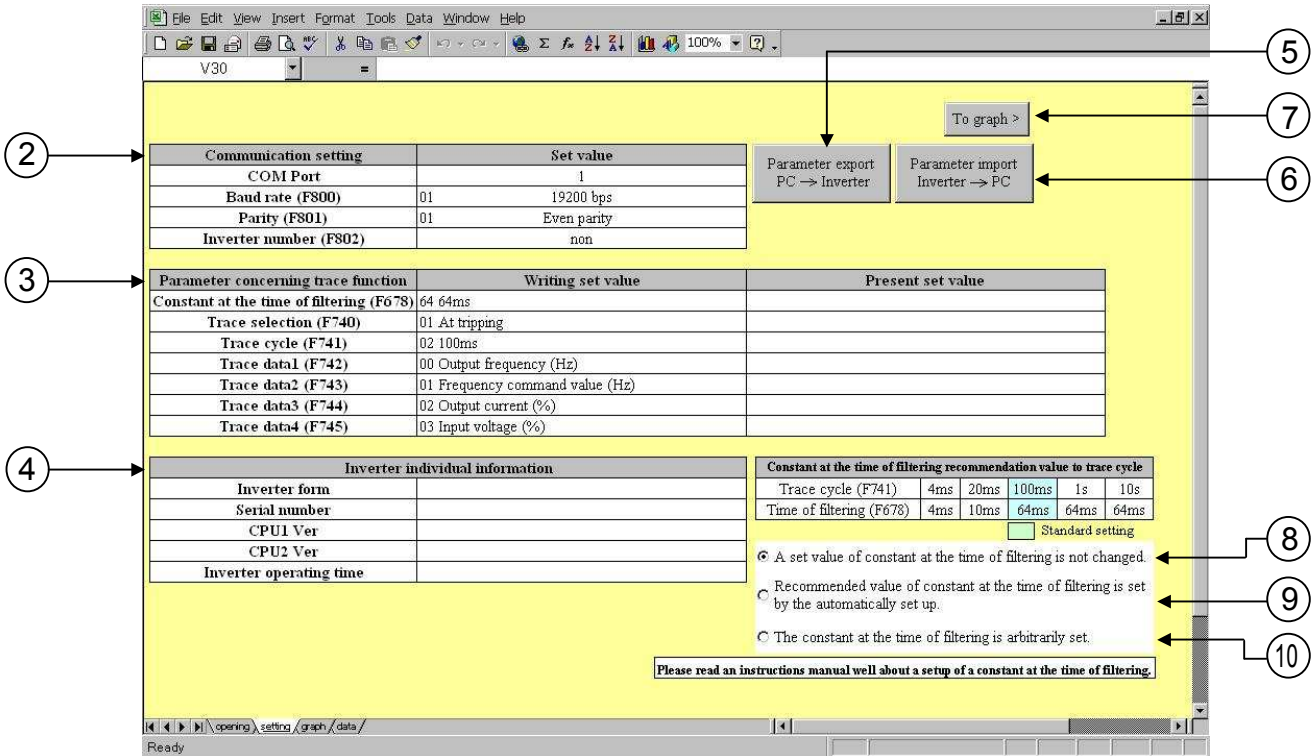 File Edit View Insert Format Tools Data Window Help
100%
V30 =
5
To graph > 7
2 Communication setting Set value
COM Port 1
Baud rate (F800) 01 19200 bps
Parity (F801) 01 Even parity
Inverter number (F802) non
Parameter export
PC → Inverter
Parameter import
Inverter → PC
6
3 Parameter concerning trace function Writing set value Present set value
Constant at the time of filtering (F678) 64 64ms
Trace selection (F740) 01 At tripping
Trace cycle (F741) 02 100ms
Trace data1 (F742) 00 Output frequency (Hz)
Trace data2 (F743) 01 Frequency command value (Hz)
Trace data3 (F744) 02 Output current (%)
Trace data4 (F745) 03 Input voltage (%)
4 Inverter individual information
Inverter form
Serial number
CPU1 Ver
CPU2 Ver
Inverter operating time
Constant at the time of filtering recommendation value to trace cycle
Trace cycle (F741) 4ms 20ms 100ms 1s 10s
Time of filtering (F678) 4ms 10ms 64ms 64ms 64ms
Standard setting
A set value of constant at the time of filtering is not changed. 8
Recommended value of constant at the time of filtering is set
by the automatically set up. 9
The constant at the time of filtering is arbitrarily set. 10
Please read an instructions manual well about a setup of a constant at the time of filtering.
opening setting graph data
Ready